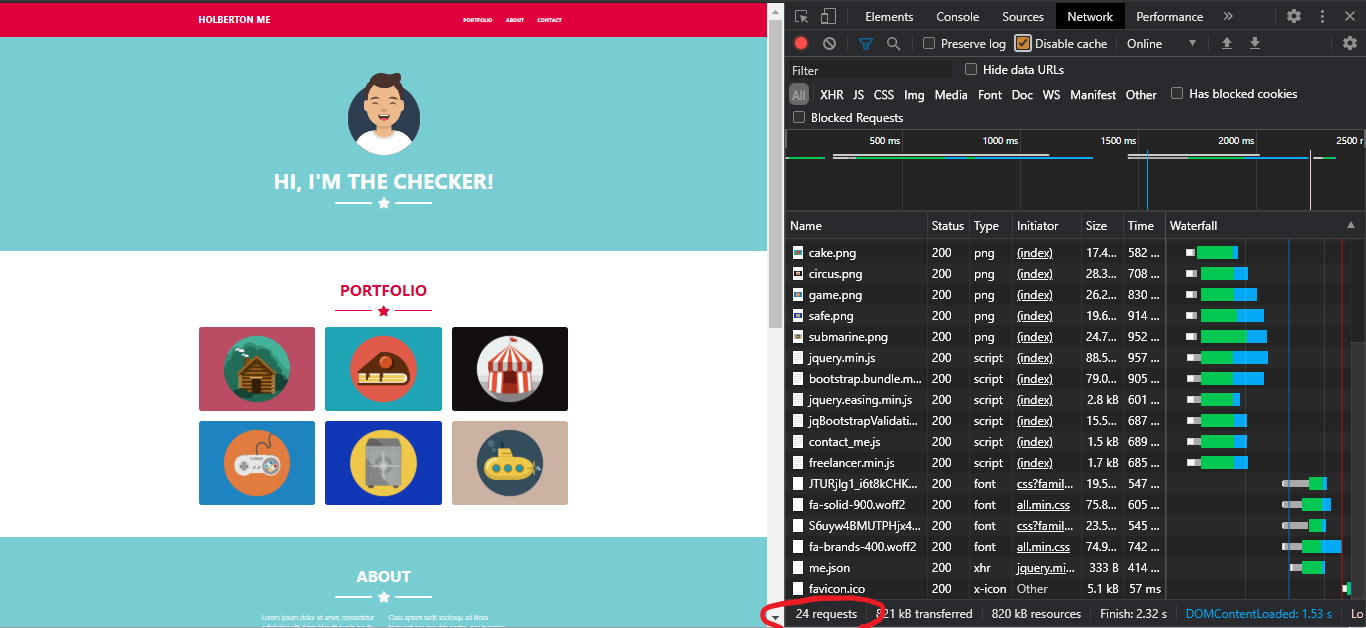 HOLBERTON ME
PORTFOLIO ABOUT CONTACT
HI, I'M THE CHECKER!
PORTFOLIO
ABOUT
Lorem ipsum dolor sit amet, consectetur
Class aptent taciti sociosqu ad litora
Elements Console Sources Network Performance »
Preserve log Disable cache Online
Filter Hide data URLs
All XHR JS CSS Img Media Font Doc WS Manifest Other Has blocked cookies
Blocked Requests
500 ms 1000 ms 1500 ms 2000 ms 2500 r
Name Status Type Initiator Size Time Waterfall
cake.png 200 png (index) 17.4... 582 ...
circus.png 200 png (index) 28.3... 708 ...
game.png 200 png (index) 26.2... 830 ...
safe.png 200 png (index) 19.6... 914 ...
submarine.png 200 png (index) 24.7... 952 ...
jquery.min.js 200 script (index) 88.5... 957 ...
bootstrap.bundle.m... 200 script (index) 79.0... 905 ...
jquery.easing.min.js 200 script (index) 2.8 kB 601 ...
jqBootstrapValidati... 200 script (index) 15.5... 687 ...
contact_me.js 200 script (index) 1.5 kB 689 ...
freelancer.min.js 200 script (index) 1.7 kB 685 ...
JTURjIg1_i6t8kCHK... 200 font css?famil... 19.5... 547 ...
fa-solid-900.woff2 200 font all.min.css 75.8... 605 ...
S6uyw4BMUTPHjx4... 200 font css?famil... 23.5... 545 ...
fa-brands-400.woff2 200 font all.min.css 74.9... 742 ...
me.json 200 xhr jquery.mi... 333 B 414 ...
favicon.ico 200 x-icon Other 5.1 kB 57 ms
24 requests 821 kB transferred 820 kB resources Finish: 2.32 s DOMContentLoaded: 1.53 s Lo